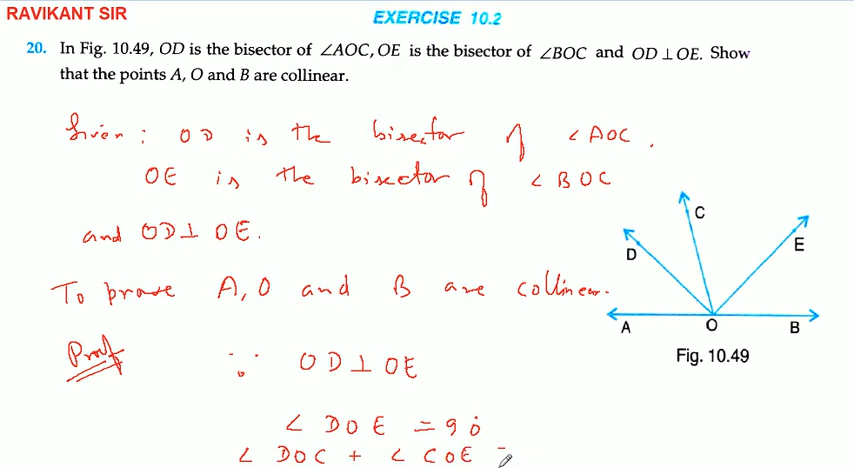 RAVIKANT SIR
EXERCISE 10.2
20. In Fig. 10.49, OD is the bisector of ∠AOC, OE is the bisector of ∠BOC and OD ⊥ OE. Show
that the points A, O and B are collinear.
Given : OD is the bisector of ∠AOC.
OE is the bisector of ∠BOC
and OD ⊥ OE.
To prove A, O and B are collinear.
Proof ∵ OD ⊥ OE
∠DOE = 90°
∠DOC + ∠COE =
C
D
E
A
O
B
Fig. 10.49